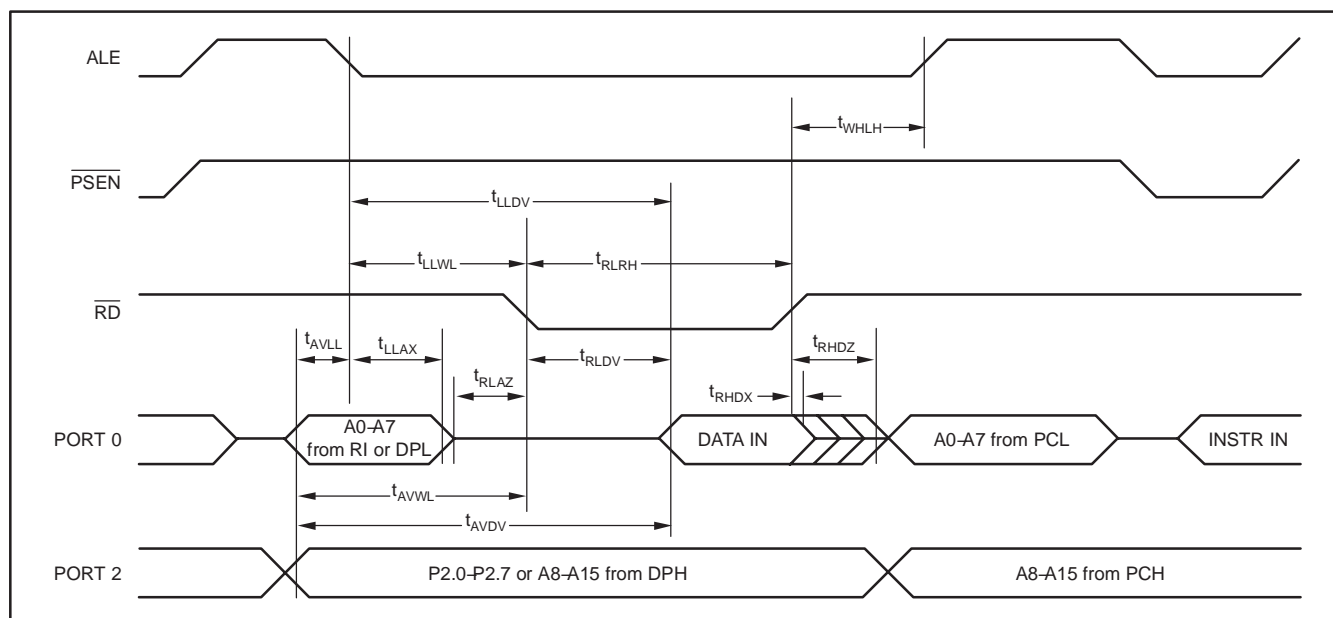 ALE
tWHLH
PSEN
tLLDV
tLLWL
tRLRH
RD
tAVLL
tLLAX
tRLDV
tRHDZ
tRLAZ
tRHDX
PORT 0
A0–A7
from RI or DPL
DATA IN
A0–A7 from PCL
INSTR IN
tAVWL
tAVDV
PORT 2
P2.0–P2.7 or A8–A15 from DPH
A8–A15 from PCH